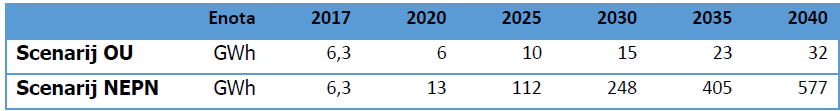 Enota 2017 2020 2025 2030 2035 2040
Scenarij OU GWh 6,3 6 10 15 23 32
Scenarij NEPN GWh 6,3 13 112 248 405 577